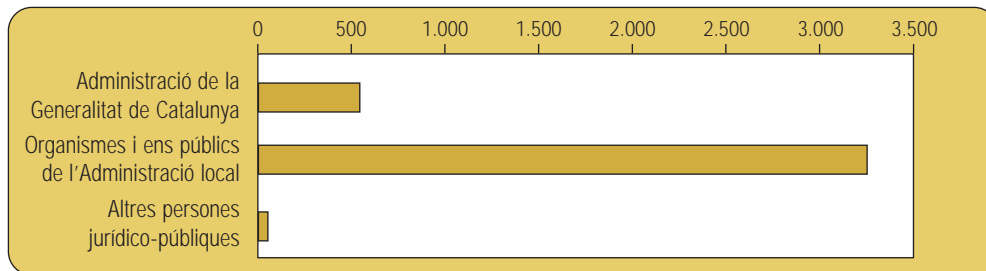 0 500 1.000 1.500 2.000 2.500 3.000 3.500
Administració de la
Generalitat de Catalunya
Organismes i ens públics
de l'Administració local
Altres persones
jurídico-públiques